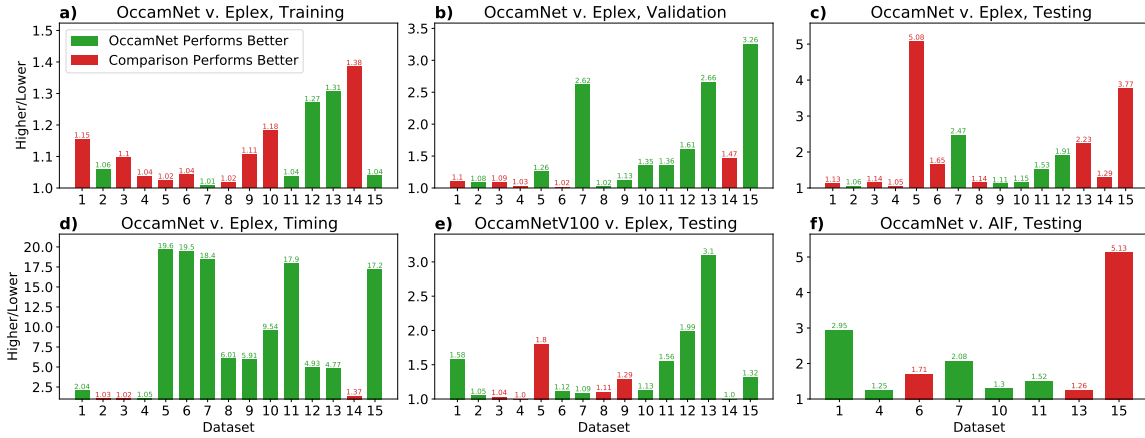 a) OccamNet v. Eplex, Training
Higher/Lower
1.5
1.4
1.3
1.2
1.1
1.0
OccamNet Performs Better
Comparison Performs Better
1.15 1.06 1.1 1.04 1.02 1.04 1.01 1.02 1.11 1.18 1.04 1.27 1.31 1.38 1.04
1 2 3 4 5 6 7 8 9 10 11 12 13 14 15
b) OccamNet v. Eplex, Validation
3.5
3.0
2.5
2.0
1.5
1.0
1.1 1.08 1.09 1.03 1.26 1.02 2.62 1.02 1.13 1.35 1.36 1.61 2.66 1.47 3.26
1 2 3 4 5 6 7 8 9 10 11 12 13 14 15
c) OccamNet v. Eplex, Testing
5
4
3
2
1
1.13 1.06 1.14 1.05 5.08 1.65 2.47 1.14 1.11 1.15 1.53 1.91 2.23 1.29 3.77
1 2 3 4 5 6 7 8 9 10 11 12 13 14 15
d) OccamNet v. Eplex, Timing
Higher/Lower
20.0
17.5
15.0
12.5
10.0
7.5
5.0
2.5
2.04 1.03 1.02 1.05 19.6 19.5 18.4 6.01 5.91 9.54 17.9 4.93 4.77 1.37 17.2
1 2 3 4 5 6 7 8 9 10 11 12 13 14 15
Dataset
e) OccamNetV100 v. Eplex, Testing
3.0
2.5
2.0
1.5
1.0
1.58 1.05 1.04 1.0 1.8 1.12 1.09 1.11 1.29 1.13 1.56 1.99 3.1 1.0 1.32
1 2 3 4 5 6 7 8 9 10 11 12 13 14 15
Dataset
f) OccamNet v. AIF, Testing
5
4
3
2
1
2.95 1.25 1.71 2.08 1.3 1.52 1.26 5.13
1 4 6 7 10 11 13 15
Dataset